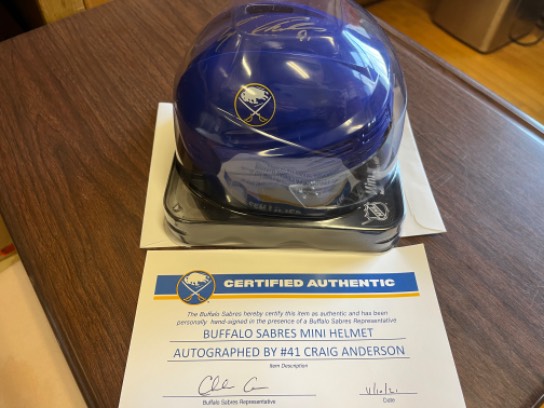 CERTIFIED AUTHENTIC
The Buffalo Sabres hereby certify this item as authentic and has been
personally hand-signed in the presence of a Buffalo Sabres Representative
BUFFALO SABRES MINI HELMET
AUTOGRAPHED BY #41 CRAIG ANDERSON
Item Description
Buffalo Sabres Representative